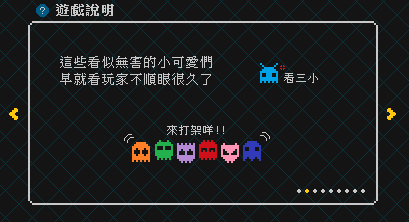 ? 遊戲說明
這些看似無害的小可愛們
早就看玩家不順眼很久了
看三小
來打架咩!!